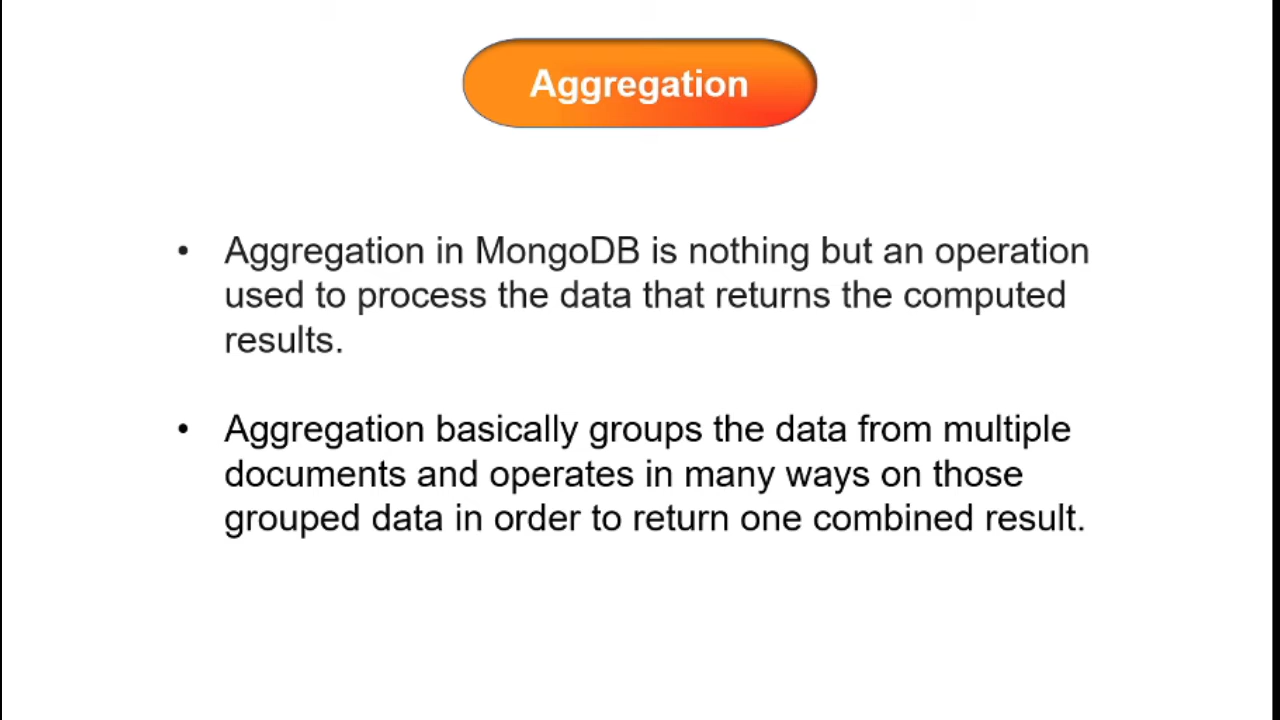 Aggregation
• Aggregation in MongoDB is nothing but an operation
used to process the data that returns the computed
results.
• Aggregation basically groups the data from multiple
documents and operates in many ways on those
grouped data in order to return one combined result.